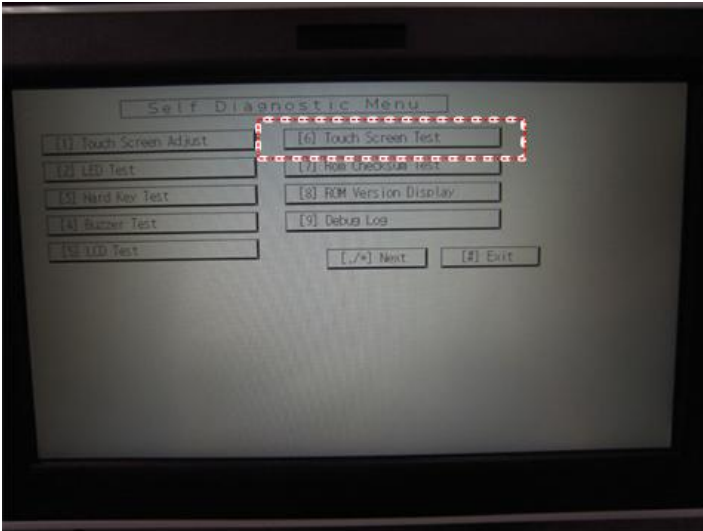 Self Diagnostic Menu
[1] Touch Screen Adjust
[2] LED Test
[3] Hard Key Test
[4] Buzzer Test
[5] LCD Test
[6] Touch Screen Test
[7] Rom Checksum Test
[8] ROM Version Display
[9] Debug Log
[./*] Next
[#] Exit